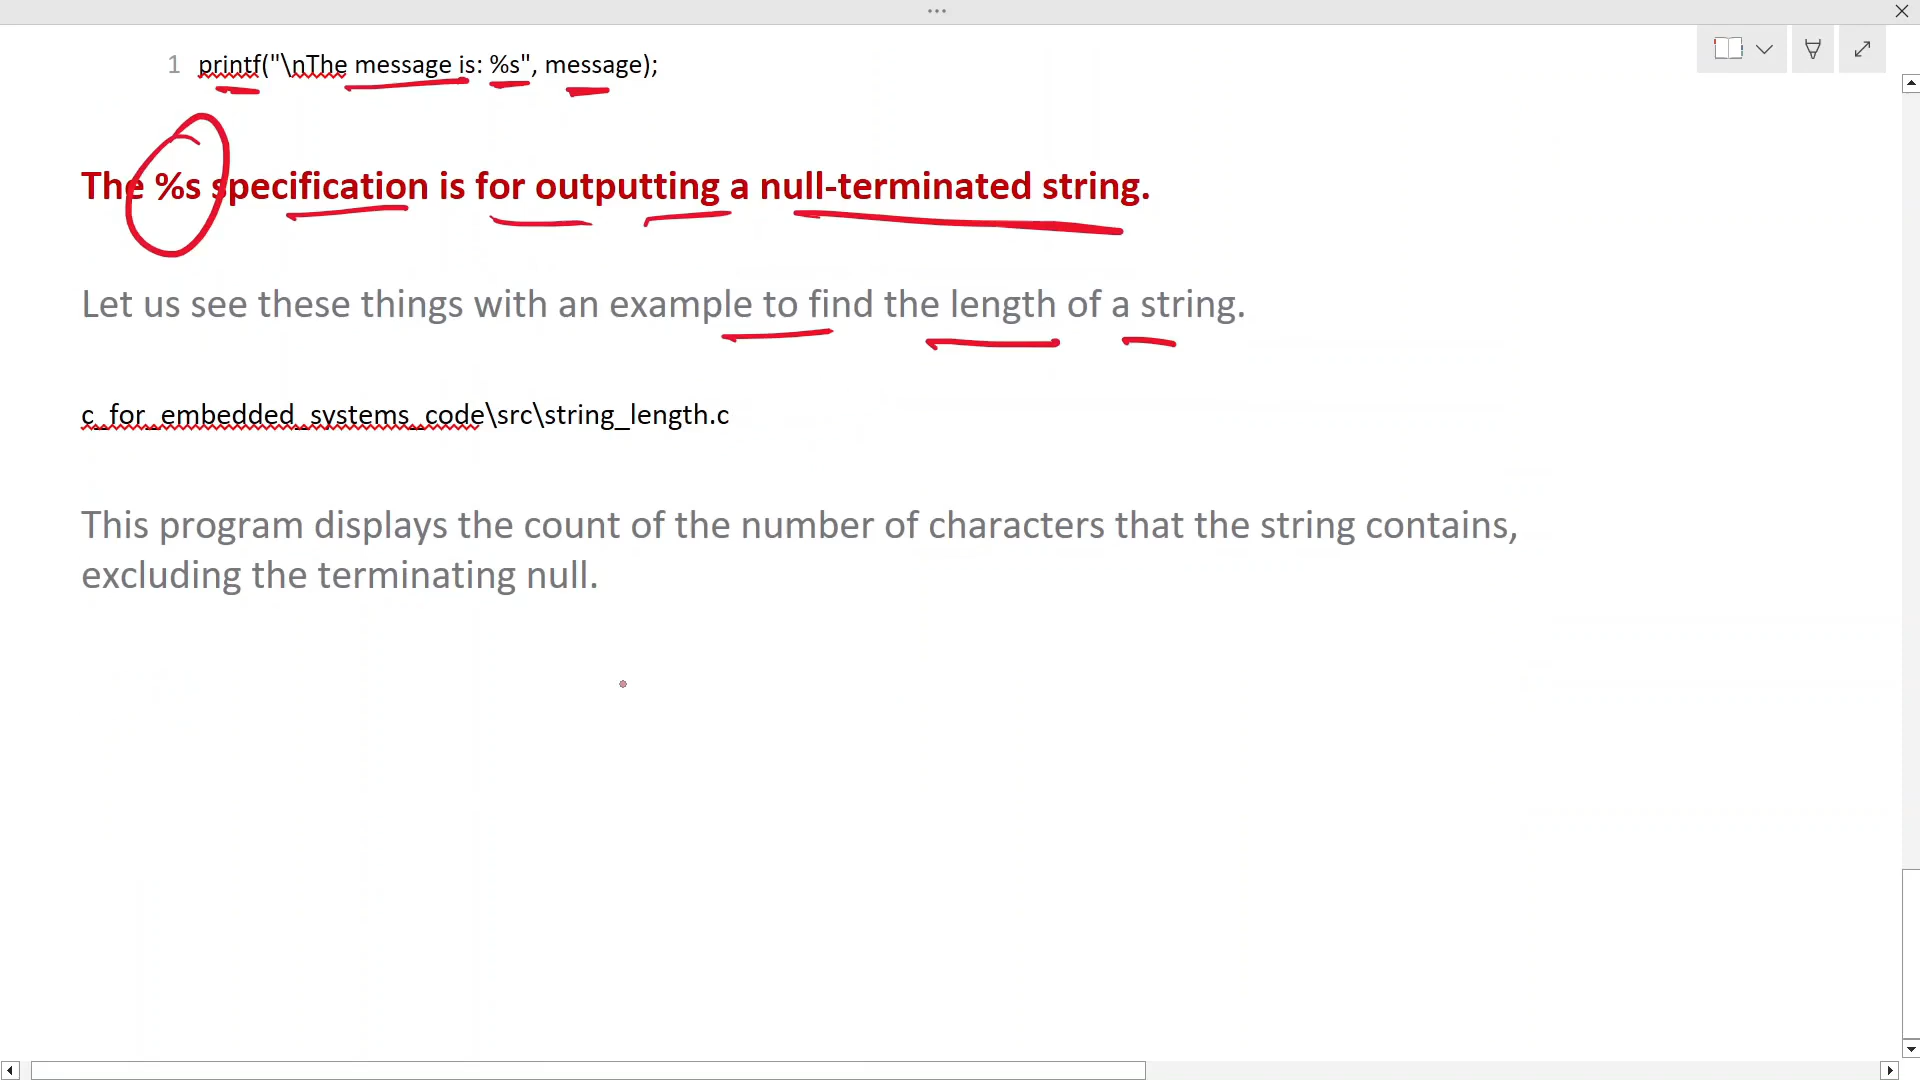 1 printf("\nThe message is: %s", message);
The %s specification is for outputting a null-terminated string.
Let us see these things with an example to find the length of a string.
c_for_embedded_systems_code\src\string_length.c
This program displays the count of the number of characters that the string contains,
excluding the terminating null.